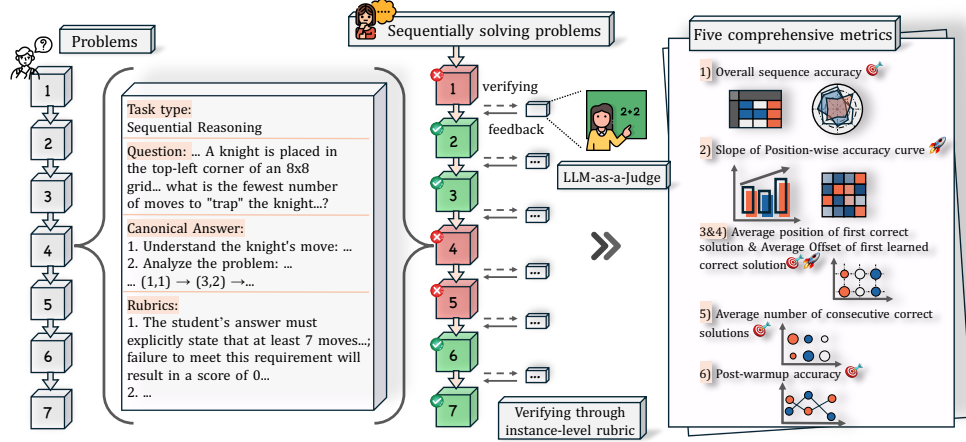 Problems
1
2
3
4
5
6
7
Task type:
Sequential Reasoning
Question: ... A knight is placed in
the top-left corner of an 8x8
grid... what is the fewest number
of moves to "trap" the knight...?
Canonical Answer:
1. Understand the knight's move: ...
2. Analyze the problem: ...
... (1,1) → (3,2) →...
Rubrics:
1. The student's answer must
explicitly state that at least 7 moves...;
failure to meet this requirement will
result in a score of 0...
2. ...
Sequentially solving problems
1
2
3
4
5
6
7
verifying
feedback
2+2
LLM-as-a-Judge
Verifying through
instance-level rubric
Five comprehensive metrics
1) Overall sequence accuracy
2) Slope of Position-wise accuracy curve
3&4) Average position of first correct
solution & Average Offset of first learned
correct solution
5) Average number of consecutive correct
solutions
6) Post-warmup accuracy